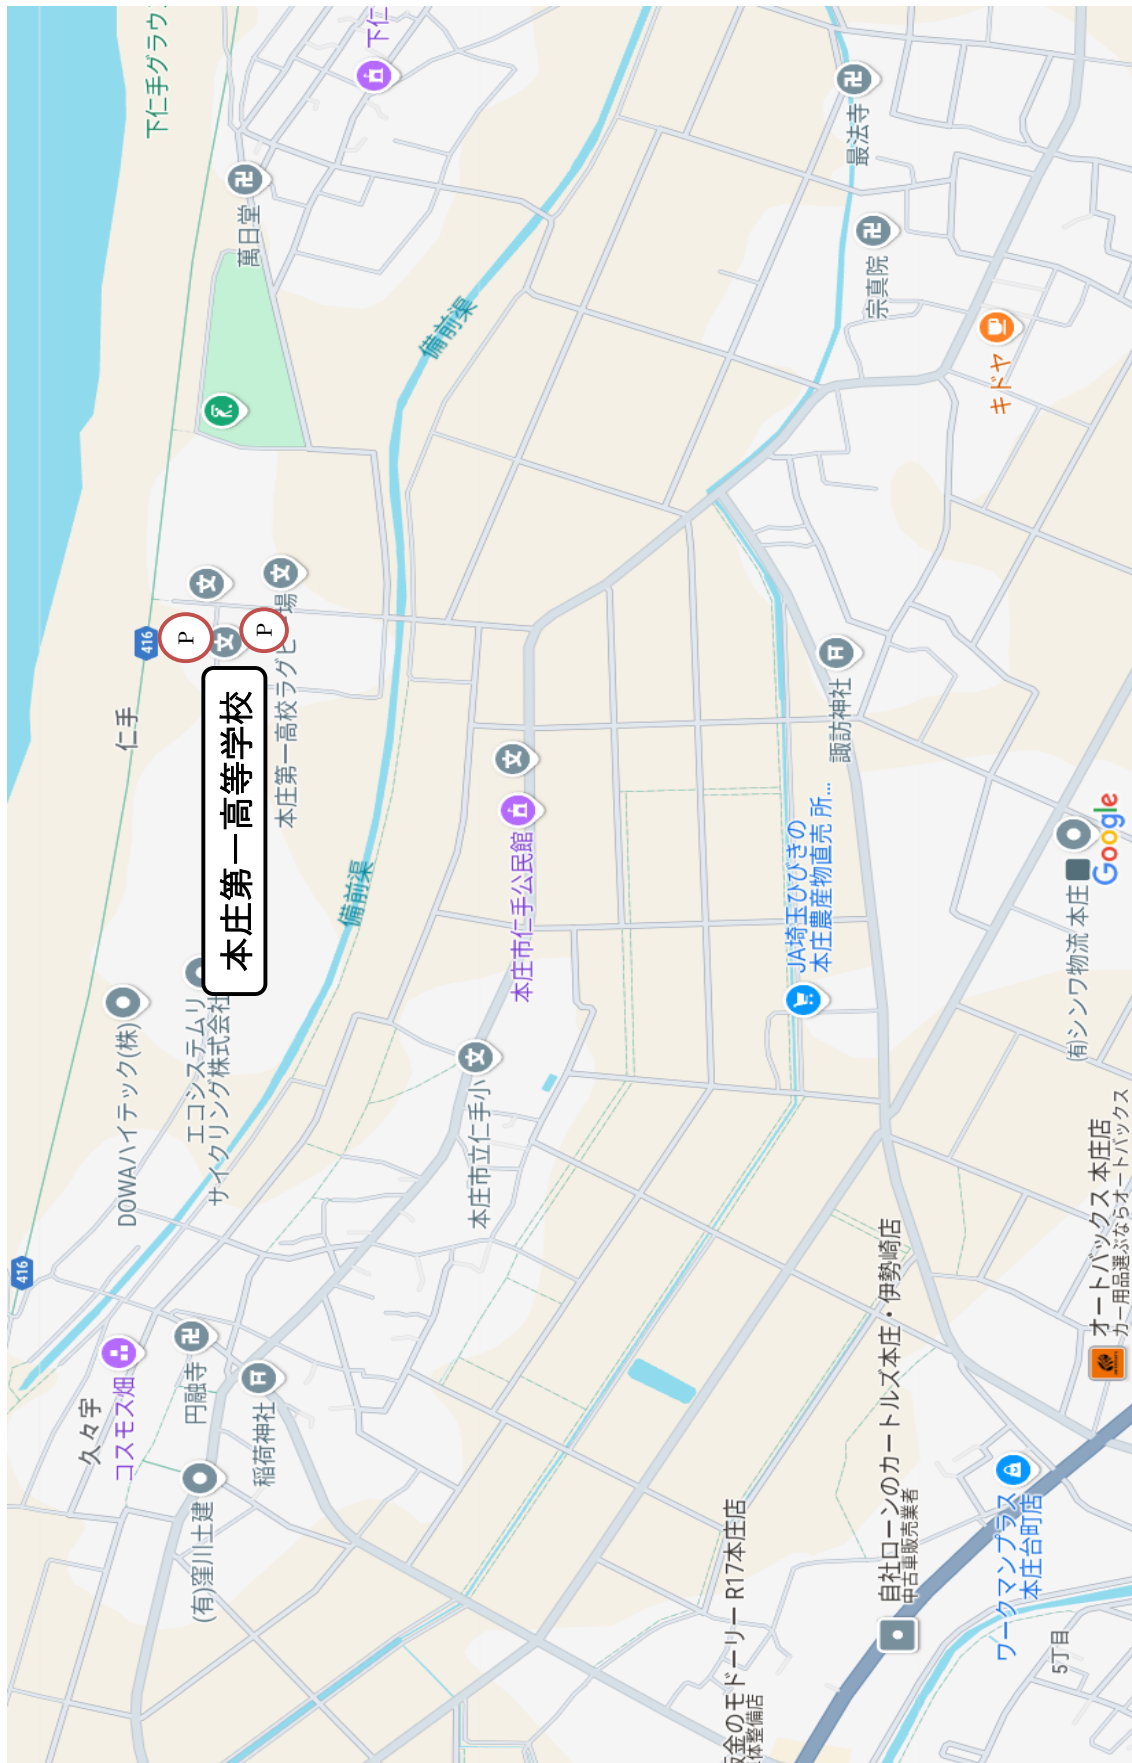 416
久々宇
コスモス畑
DOWAハイテック(株)
エコシステムリ
サイクリング株式会社
円融寺
(有)窪川土建
稲荷神社
仁手
416
P
P
本庄第一高等学校
本庄第一高校ラグビ
場
下仁手グラウ
萬日堂
下仁
備前渠
備前渠
本庄市立仁手小
本庄市仁手公民館
JA埼玉ひびきの
本庄農産物直売 所...
諏訪神社
最法寺
宗真院
キドヤ
R17本庄店
金のモドーリー
体整備店
自社ローンのカートルズ本庄・伊勢崎店
中古車販売業者
ワークマンプラス
本庄台町店
5丁目
オートバックス 本庄店
カー用品選ぶならオートバックス
(有)シンワ物流 本庄
Google